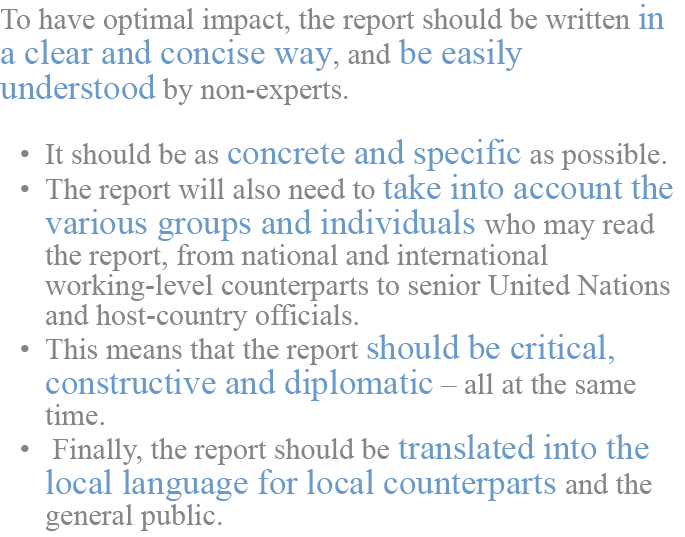 To have optimal impact, the report should be written in
a clear and concise way, and be easily
understood by non-experts.
• It should be as concrete and specific as possible.
• The report will also need to take into account the
various groups and individuals who may read
the report, from national and international
working-level counterparts to senior United Nations
and host-country officials.
• This means that the report should be critical,
constructive and diplomatic – all at the same
time.
• Finally, the report should be translated into the
local language for local counterparts and the
general public.